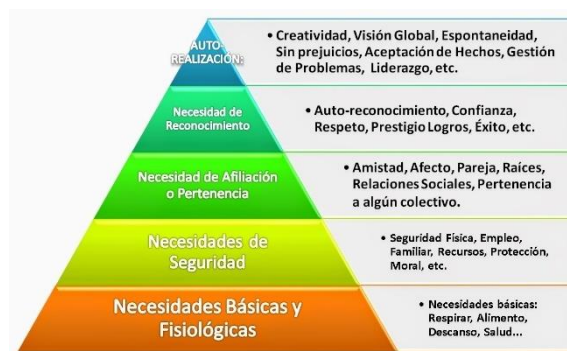 AUTO-
REALIZACIÓN:
• Creatividad, Visión Global, Espontaneidad,
Sin prejuicios, Aceptación de Hechos, Gestión
de Problemas, Liderazgo, etc.
Necesidad de
Reconocimiento
• Auto-reconocimiento, Confianza,
Respeto, Prestigio Logros, Éxito, etc.
Necesidad de Afiliación
o Pertenencia
• Amistad, Afecto, Pareja, Raíces,
Relaciones Sociales, Pertenencia
a algún colectivo.
Necesidades de
Seguridad
• Seguridad Física, Empleo,
Familiar, Recursos, Protección,
Moral, etc.
Necesidades Básicas y
Fisiológicas
• Necesidades básicas:
Respirar, Alimento,
Descanso, Salud...